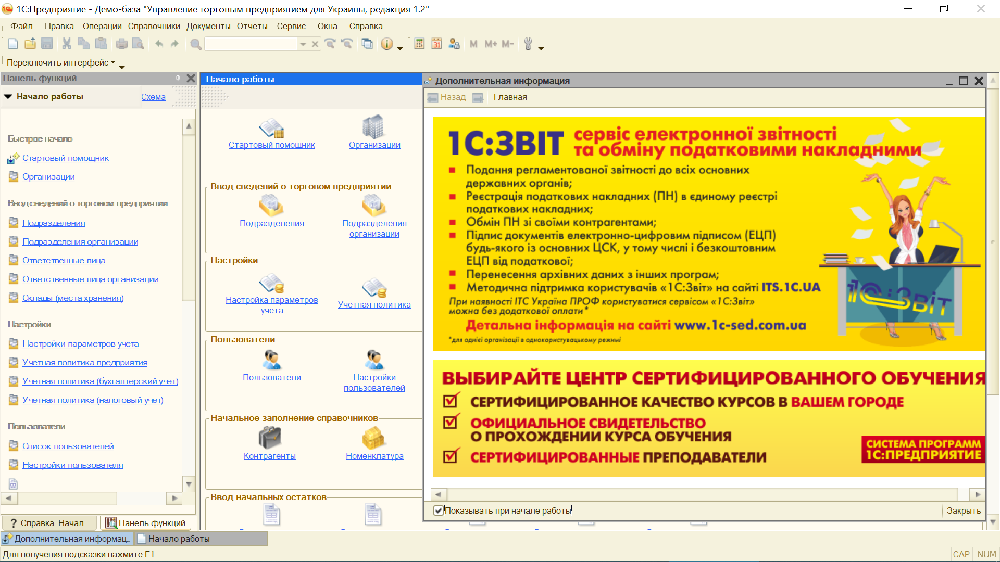 1С:Предприятие - Демо-база "Управление торговым предприятием для Украины, редакция 1.2"
Файл Правка Операции Справочники Документы Отчеты Сервис Окна Справка
31 M M+ M-
Переключить интерфейс
Панель функций
Начало работы Схема
Быстрое начало
Стартовый помощник
Организации
Ввод сведений о торговом предприятии
Подразделения
Подразделения организации
Ответственные лица
Ответственные лица организации
Склады (места хранения)
Настройки
Настройки параметров учета
Учетная политика предприятия
Учетная политика (бухгалтерский учет)
Учетная политика (налоговый учет)
Пользователи
Список пользователей
Настройки пользователя
? Справка: Начал...
Панель функций
Начало работы
Стартовый помощник
Организации
Ввод сведений о торговом предприятии
Подразделения
Подразделения
организации
Настройки
Настройка параметров
учета
Учетная политика
Пользователи
Пользователи
Настройки
пользователей
Начальное заполнение справочников
Контрагенты
Номенклатура
Ввод начальных остатков
Дополнительная информация
Назад Главная
1С:ЗВІТ
сервіс електронної звітності
та обміну податковими накладними
Подання регламентованої звітності до всіх основних
державних органів;
Реєстрація податкових накладних (ПН) в єдиному реєстрі
податкових накладних;
Обмін ПН зі своїми контрагентами;
Підпис документів електронно-цифровим підписом (ЕЦП)
будь-якого із основних ЦСК, у тому числі і безкоштовним
ЕЦП від податкової;
Перенесення архівних даних з інших програм;
Методична підтримка користувачів «1С:Звіт» на сайті ITS.1C.UA
При наявності ІТС Україна ПРОФ користуватися сервісом «1С:Звіт»
можна без додаткової оплати*
Детальна інформація на сайті www.1c-sed.com.ua
*для однієї організації в однокористувацькому режимі
1С:Звіт
ВЫБИРАЙТЕ ЦЕНТР СЕРТИФИЦИРОВАННОГО ОБУЧЕНИЯ
СЕРТИФИЦИРОВАННОЕ КАЧЕСТВО КУРСОВ В ВАШЕМ ГОРОДЕ
ОФИЦИАЛЬНОЕ СВИДЕТЕЛЬСТВО
О ПРОХОЖДЕНИИ КУРСА ОБУЧЕНИЯ
СЕРТИФИЦИРОВАННЫЕ ПРЕПОДАВАТЕЛИ
СИСТЕМА ПРОГРАММ
1С:ПРЕДПРИЯТИЕ
Показывать при начале работы
Закрыть
Дополнительная информац...
Начало работы
Для получения подсказки нажмите F1
CAP NUM